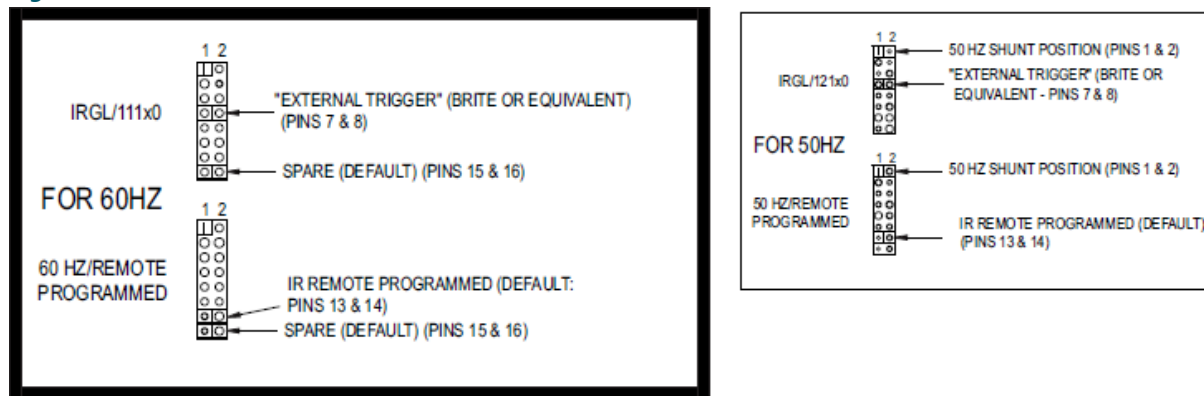 1 2
IRGL/111x0
"EXTERNAL TRIGGER" (BRITE OR EQUIVALENT)
(PINS 7 & 8)
SPARE (DEFAULT) (PINS 15 & 16)
FOR 60HZ
1 2
60 HZ/REMOTE
PROGRAMMED
IR REMOTE PROGRAMMED (DEFAULT:
PINS 13 & 14)
SPARE (DEFAULT) (PINS 15 & 16)
1 2
50 HZ SHUNT POSITION (PINS 1 & 2)
IRGL/121x0
"EXTERNAL TRIGGER" (BRITE OR
EQUIVALENT - PINS 7 & 8)
FOR 50HZ
1 2
50 HZ SHUNT POSITION (PINS 1 & 2)
50 HZ/REMOTE
PROGRAMMED
IR REMOTE PROGRAMMED (DEFAULT)
(PINS 13 & 14)